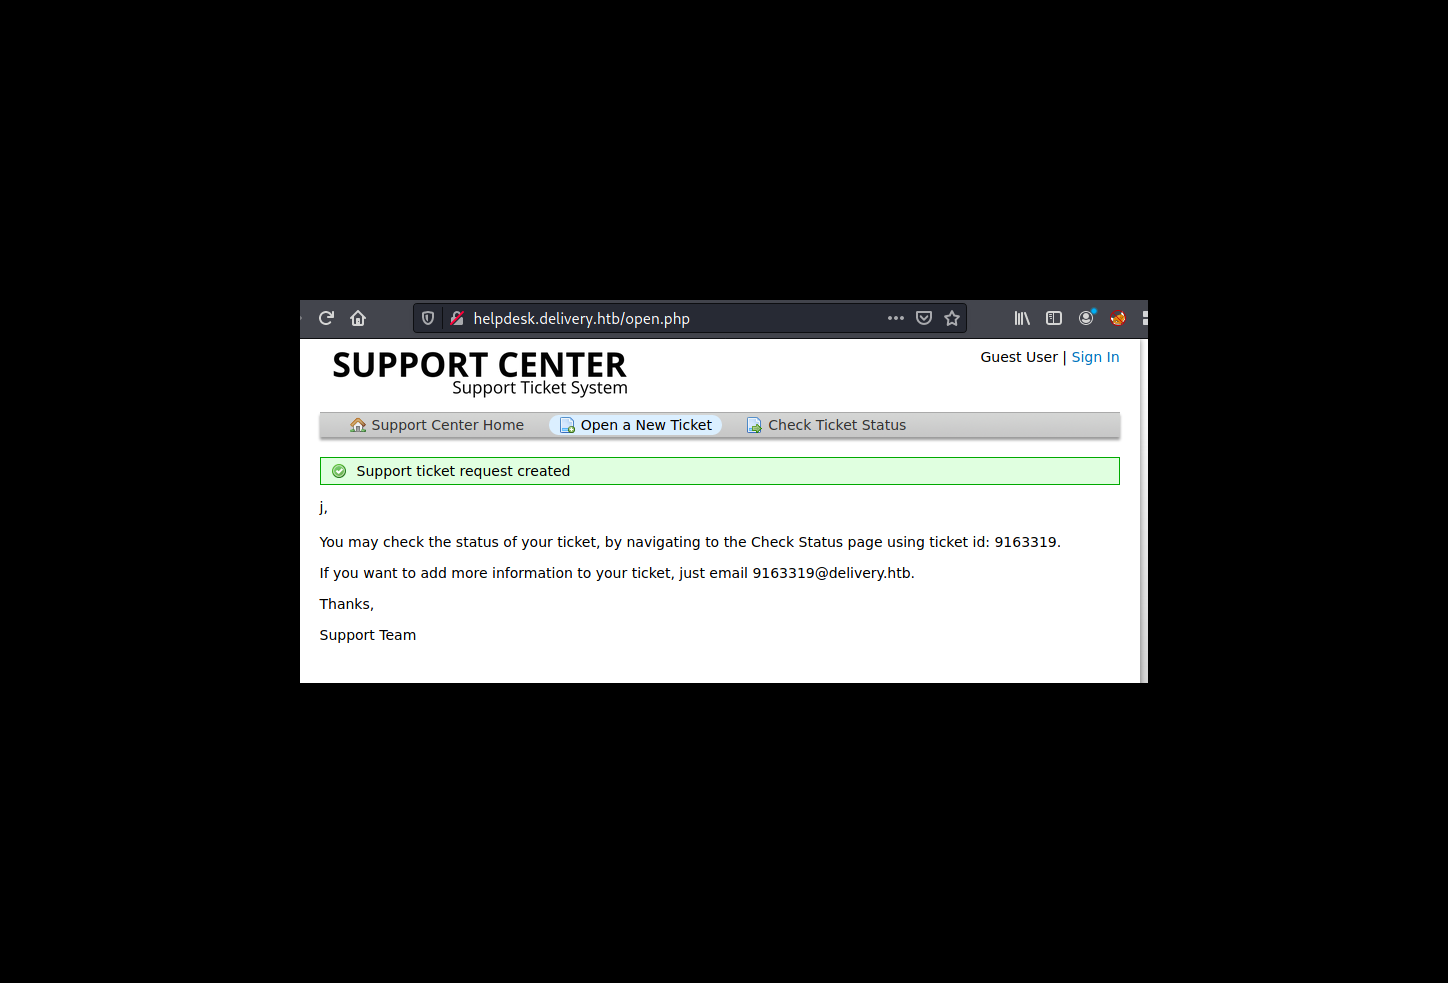 helpdesk.delivery.htb/open.php
SUPPORT CENTER
Support Ticket System
Guest User | Sign In
Support Center Home Open a New Ticket Check Ticket Status
Support ticket request created
j,
You may check the status of your ticket, by navigating to the Check Status page using ticket id: 9163319.
If you want to add more information to your ticket, just email 9163319@delivery.htb.
Thanks,
Support Team